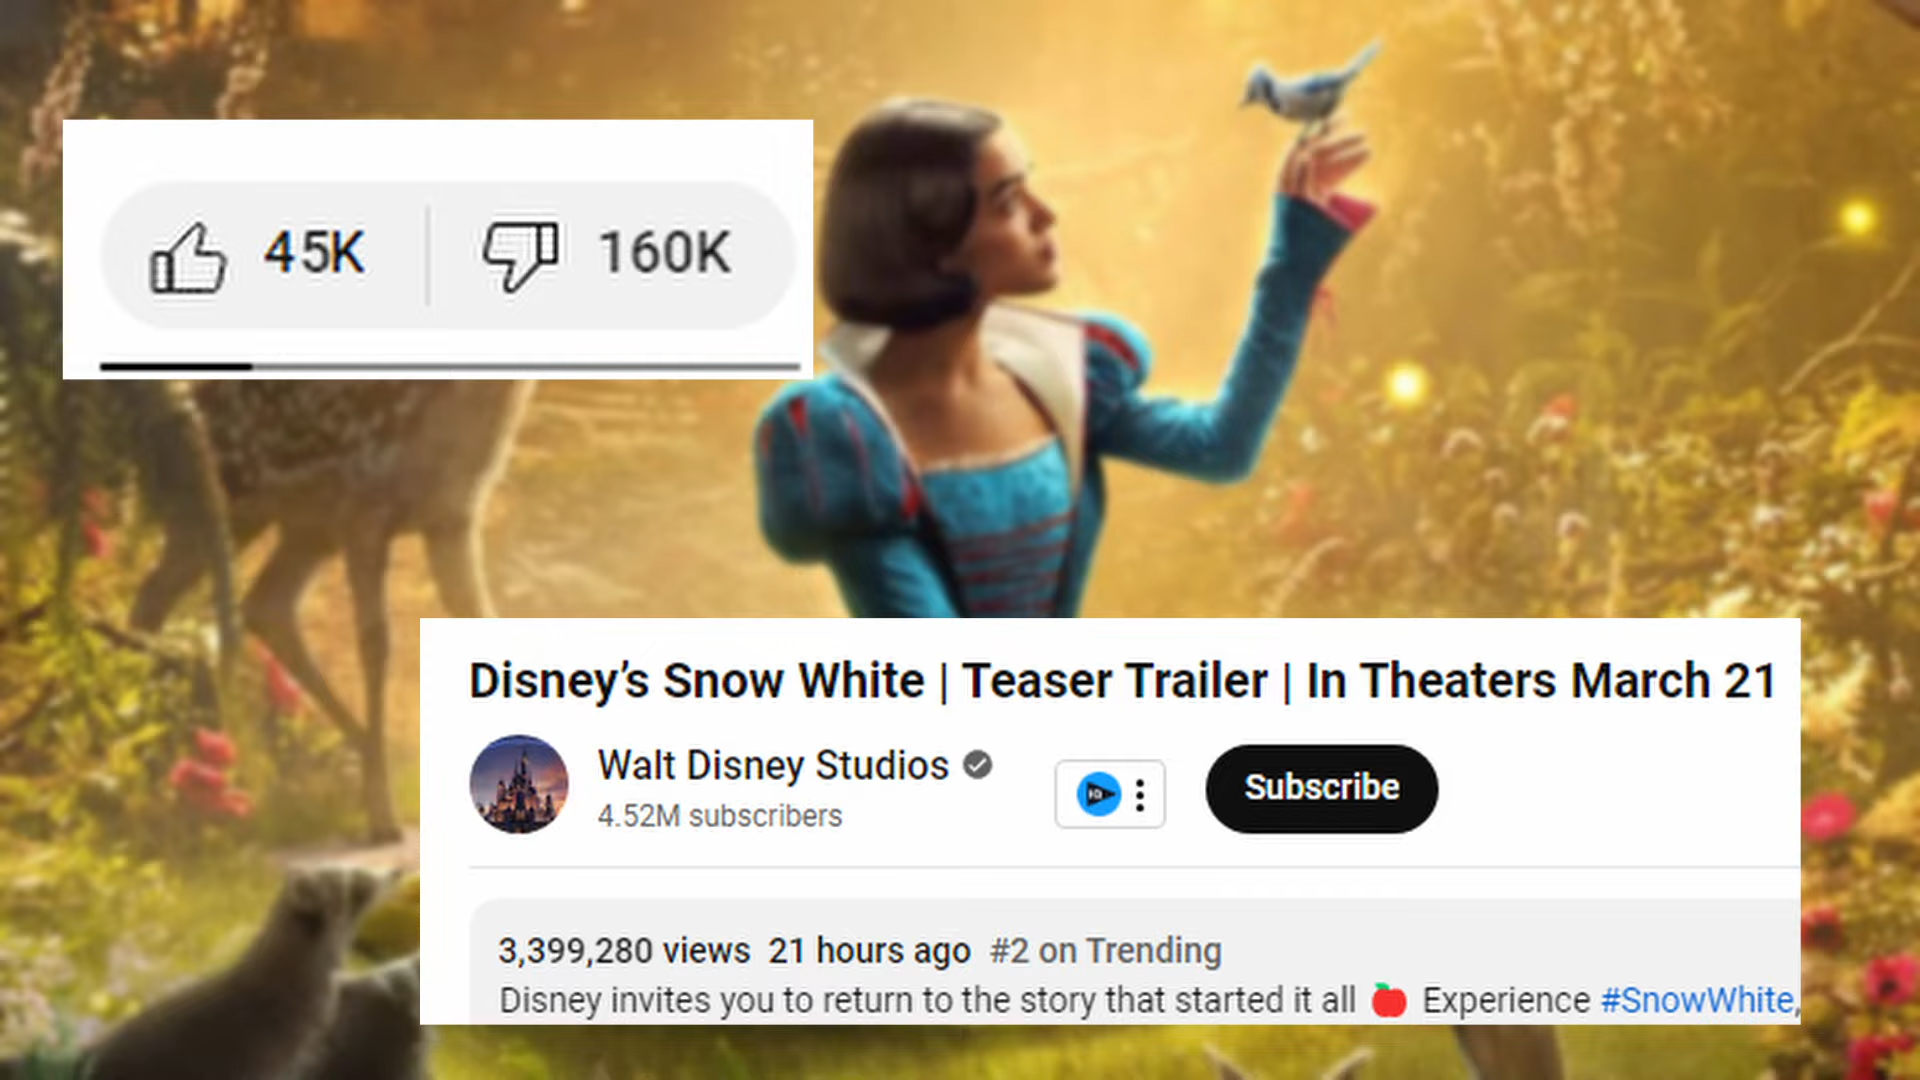 45K 160K
Disney’s Snow White | Teaser Trailer | In Theaters March 21
Walt Disney Studios
4.52M subscribers
Subscribe
3,399,280 views 21 hours ago #2 on Trending
Disney invites you to return to the story that started it all 🍎 Experience #SnowWhite,